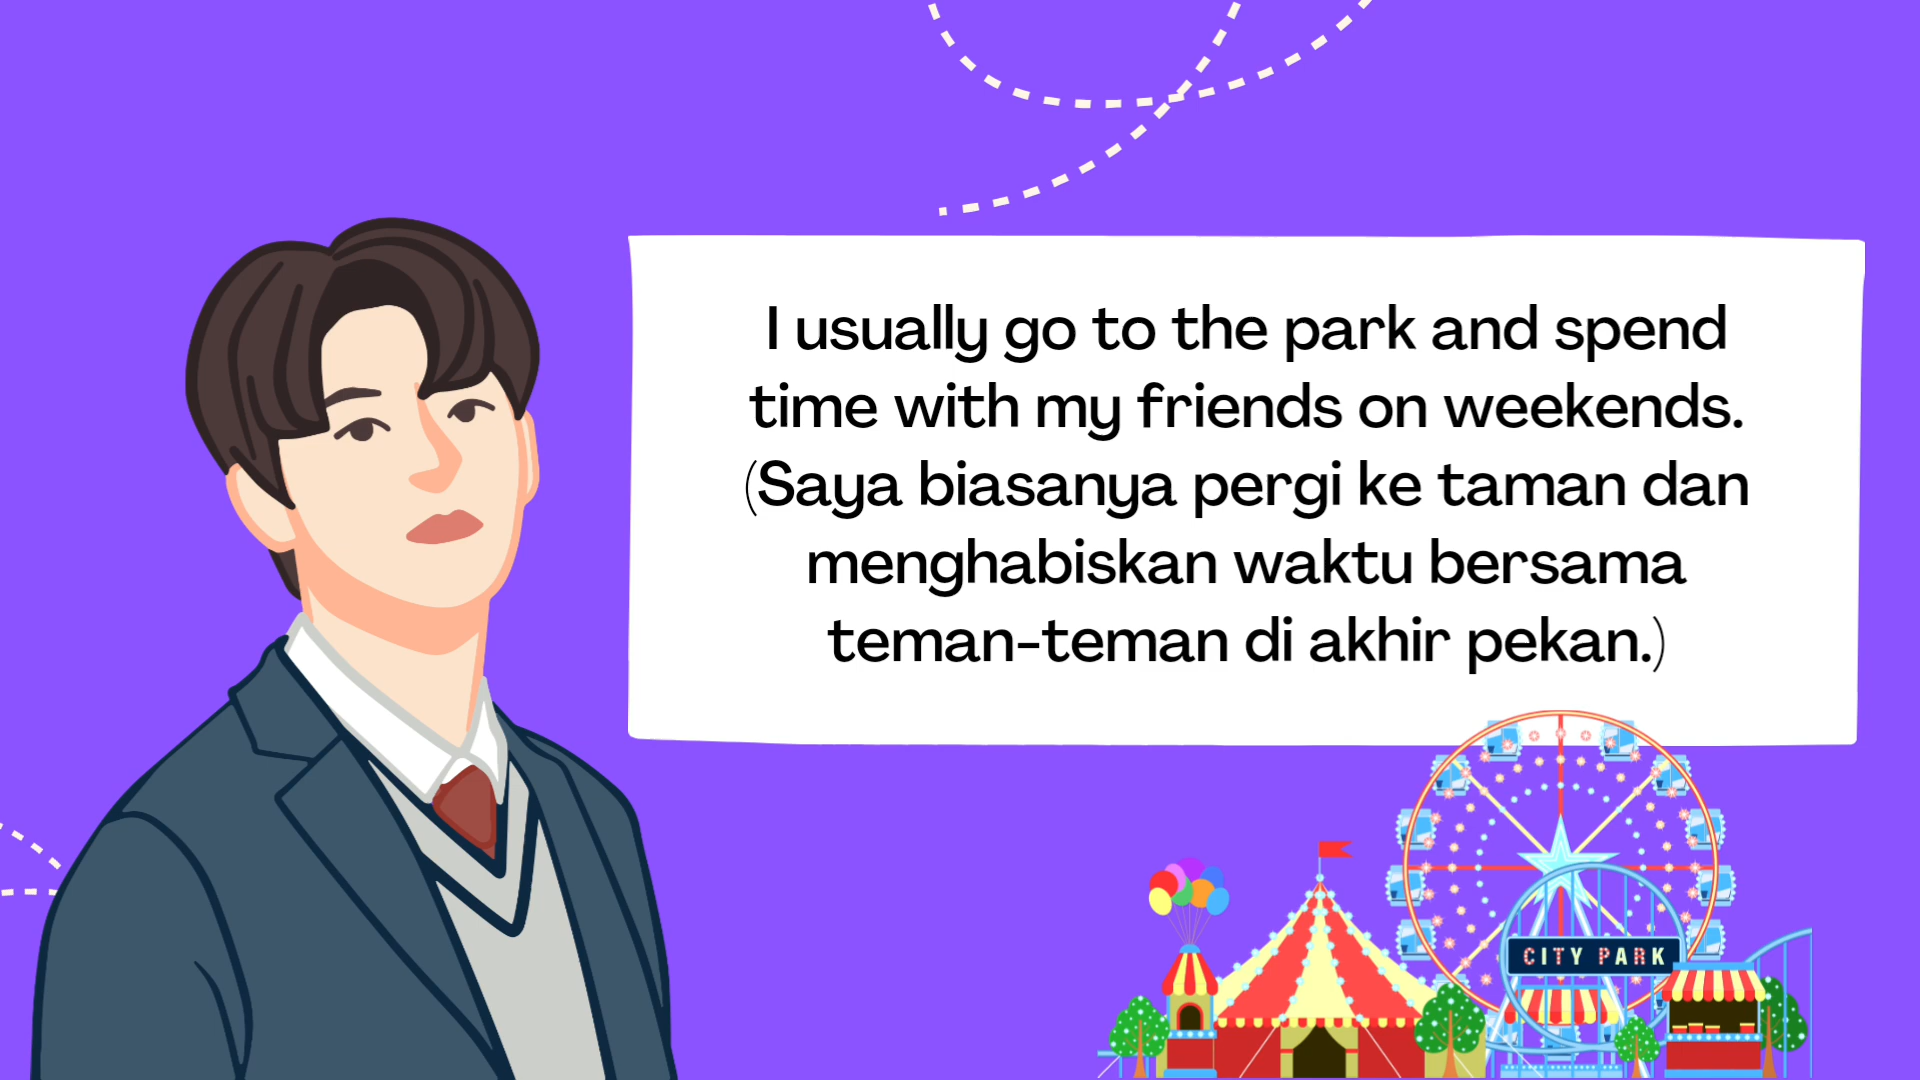 I usually go to the park and spend
time with my friends on weekends.
(Saya biasanya pergi ke taman dan
menghabiskan waktu bersama
teman-teman di akhir pekan.)
CITY PARK